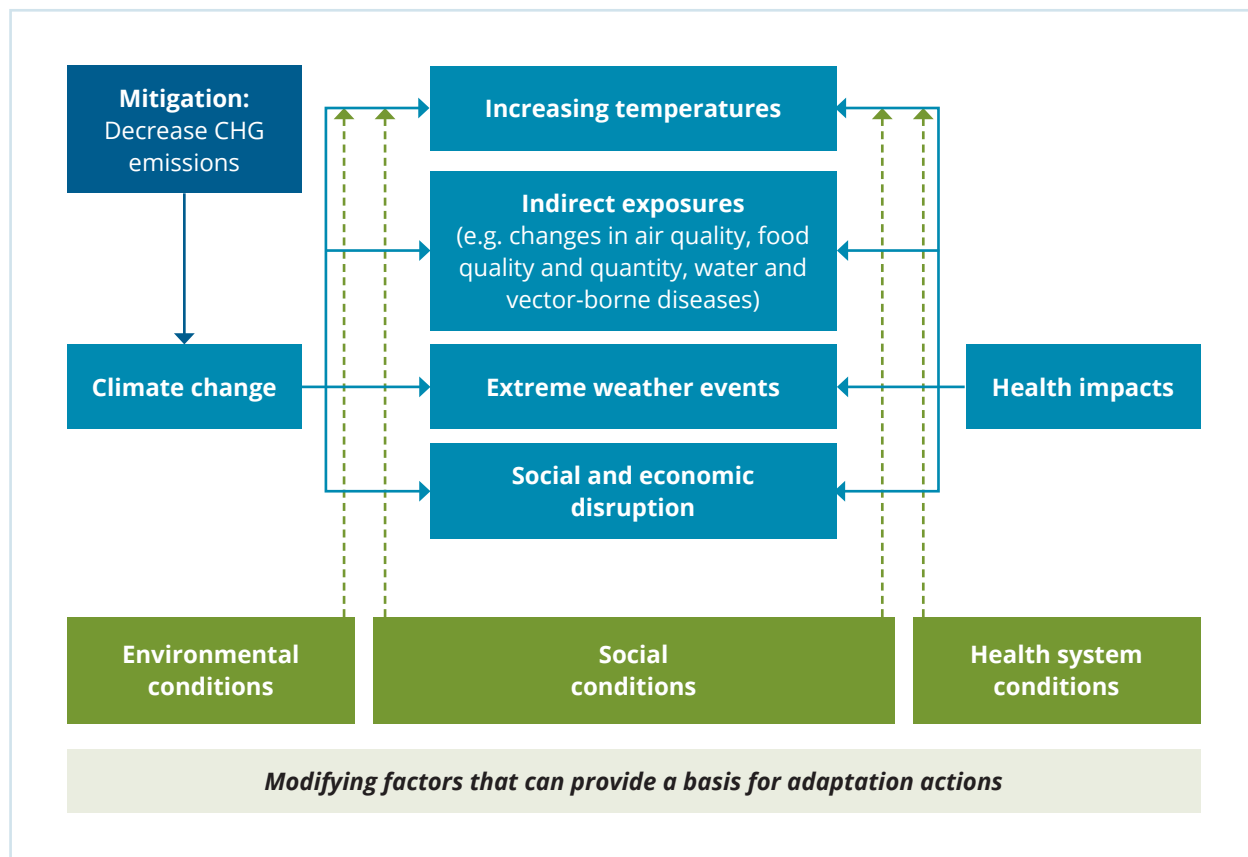 Mitigation:
Decrease CHG
emissions
Increasing temperatures
Indirect exposures
(e.g. changes in air quality, food
quality and quantity, water and
vector-borne diseases)
Climate change
Extreme weather events
Health impacts
Social and economic
disruption
Environmental
conditions
Social
conditions
Health system
conditions
Modifying factors that can provide a basis for adaptation actions